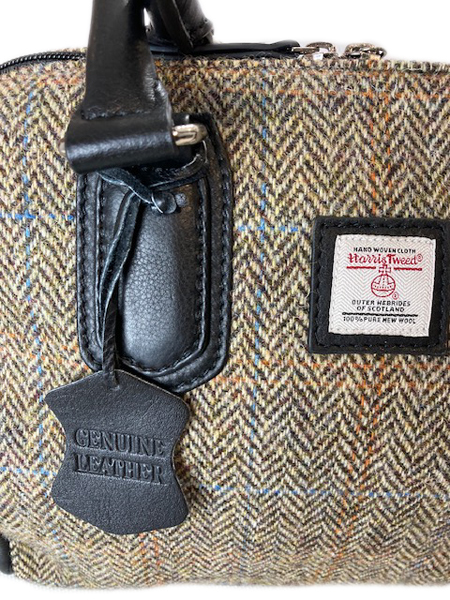 HAND WOVEN CLOTH
Harris Tweed®
OUTER HEBRIDES
OF SCOTLAND
100% PURE NEW WOOL
GENUINE
LEATHER